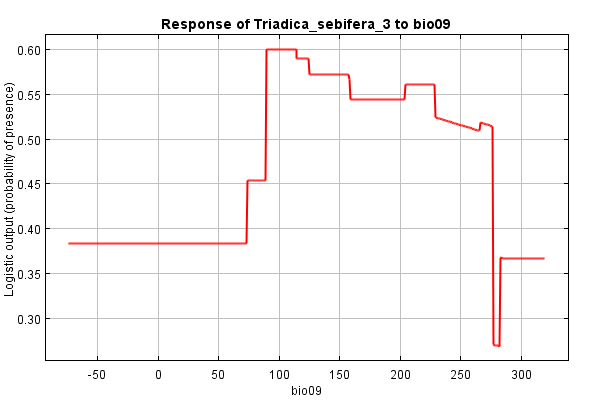 Response of Triadica_sebifera_3 to bio09
Logistic output (probability of presence)
0.60
0.55
0.50
0.45
0.40
0.35
0.30
-50 0 50 100 150 200 250 300
bio09